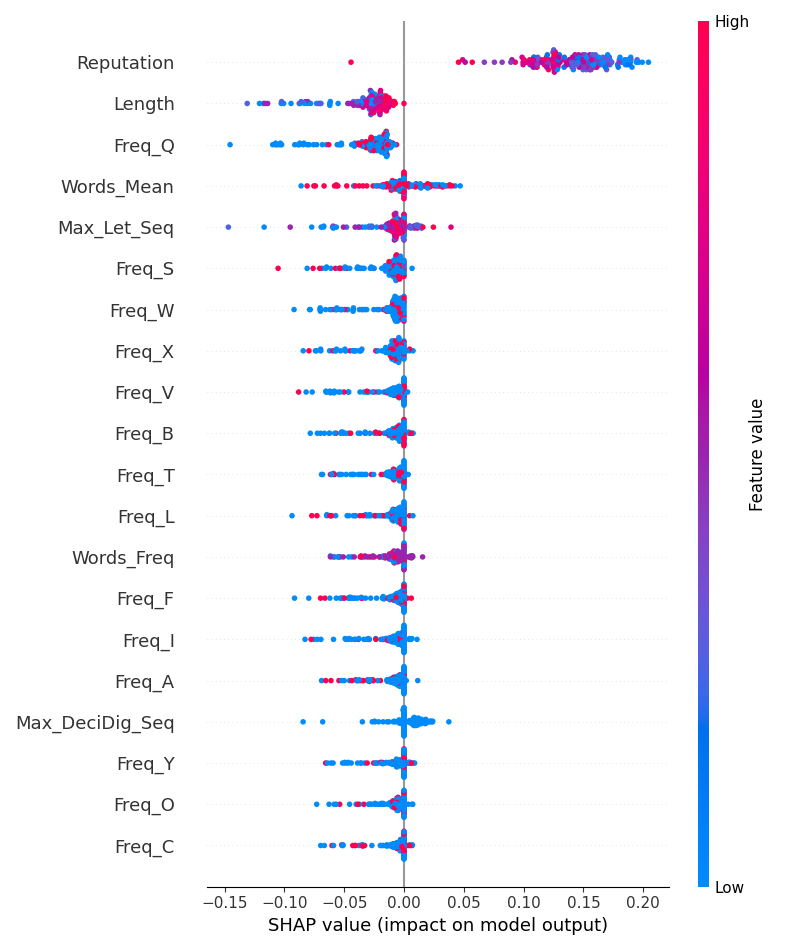 High
Reputation
Length
Freq_Q
Words_Mean
Max_Let_Seq
Freq_S
Freq_W
Freq_X
Freq_V
Freq_B
Freq_T
Freq_L
Words_Freq
Freq_F
Freq_I
Freq_A
Max_DeciDig_Seq
Freq_Y
Freq_O
Freq_C
Feature value
Low
−0.15 −0.10 −0.05 0.00 0.05 0.10 0.15 0.20
SHAP value (impact on model output)